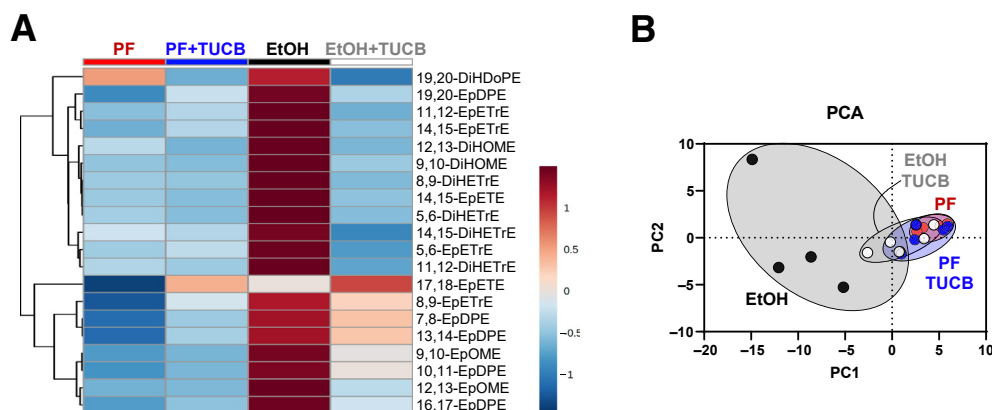 A
PF PF+TUCB EtOH EtOH+TUCB
19,20-DiHDoPE
19,20-EpDPE
11,12-EpETrE
14,15-EpETrE
12,13-DiHOME
9,10-DiHOME
8,9-DiHETrE
14,15-EpETE
5,6-DiHETrE
14,15-DiHETrE
5,6-EpETrE
11,12-DiHETrE
17,18-EpETE
8,9-EpETrE
7,8-EpDPE
13,14-EpDPE
9,10-EpOME
10,11-EpDPE
12,13-EpOME
16,17-EpDPE
1
0.5
0
−0.5
−1
B
PCA
10
5
0
−5
−10
PC2
EtOH
TUCB
PF
PF
TUCB
EtOH
−20 −15 −10 −5 0 5 10
PC1